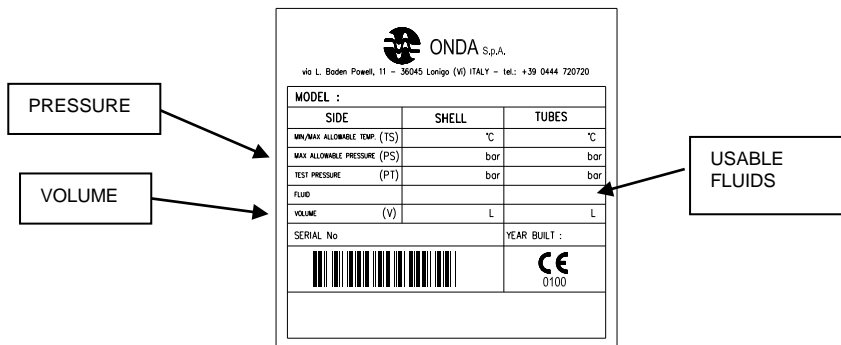 ONDA S.p.A.
via L. Baden Powell, 11 – 36045 Lonigo (VI) ITALY – tel.: +39 0444 720720
MODEL :
SIDE SHELL TUBES
MIN/MAX ALLOWABLE TEMP. (TS) °C °C
MAX ALLOWABLE PRESSURE (PS) bar bar
TEST PRESSURE (PT) bar bar
FLUID
VOLUME (V) L L
SERIAL No YEAR BUILT :
CE
0100
PRESSURE
VOLUME
USABLE
FLUIDS